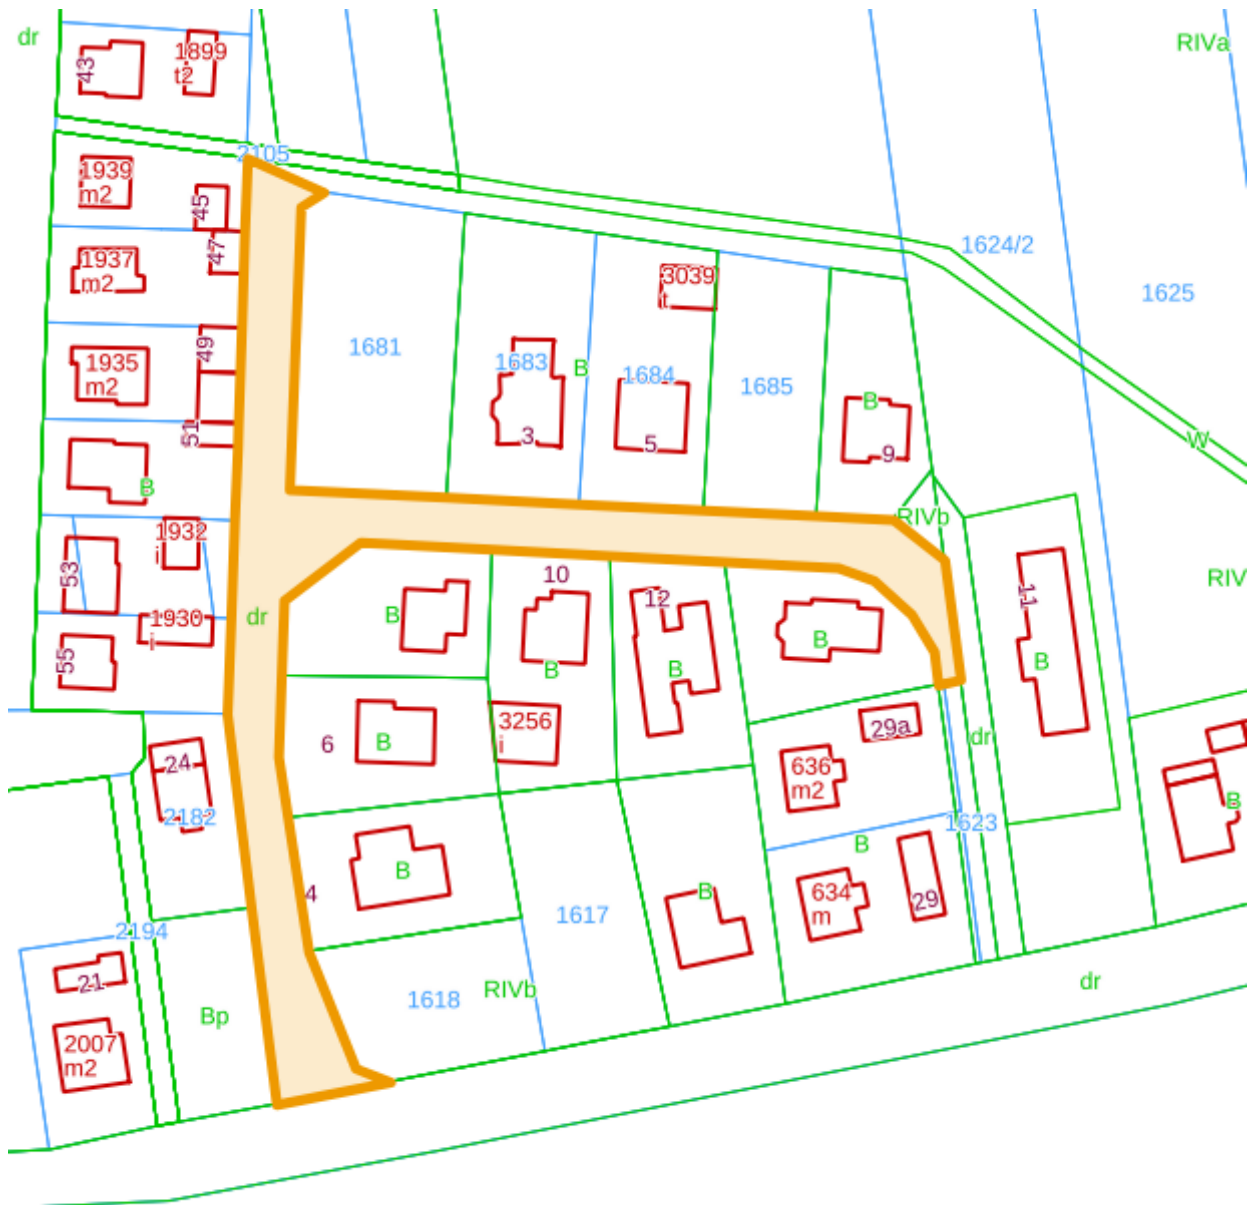 dr
RIVa
43
1899
t2
2105
1939
m2
45
47
1624/2
1937
m2
3039
t
1625
1681
49
1935
m2
1683
B
1684
1685
B
3
5
9
51
W
B
RIVb
1932
i
53
10
RIV
11
12
B
dr
1930
i
B
B
B
B
55
3256
i
6
B
29a
dr
24
636
m2
2182
B
1623
B
B
4
634
m
29
B
1617
2194
21
RIVb
1618
dr
Bp
2007
m2